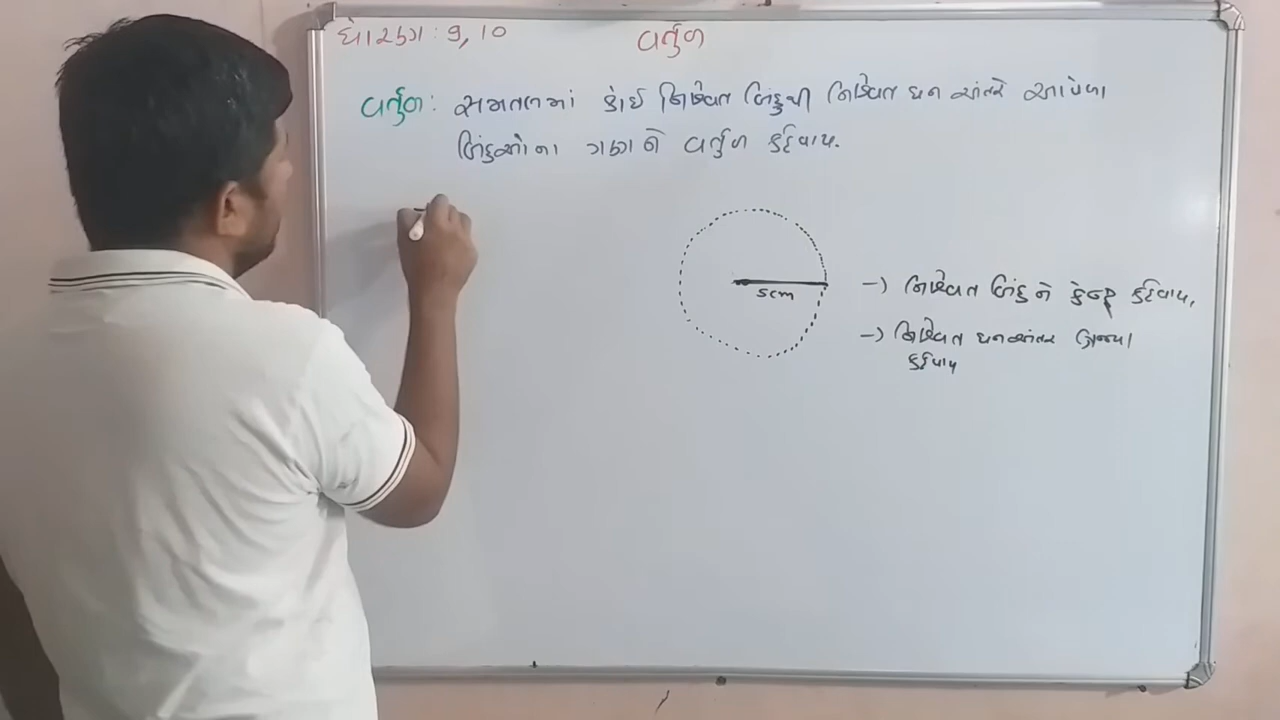 ધોરણ : 9, 10
વર્તુળ
વર્તુળ : સમતલમાં કોઈ નિશ્ચિત બિંદુથી નિશ્ચિત ધન અંતરે આવેલા
બિંદુઓના ગણને વર્તુળ કહેવાય.
5cm
→ નિશ્ચિત બિંદુને કેન્દ્ર કહેવાય.
→ નિશ્ચિત ધન અંતર ત્રિજ્યા
કહેવાય